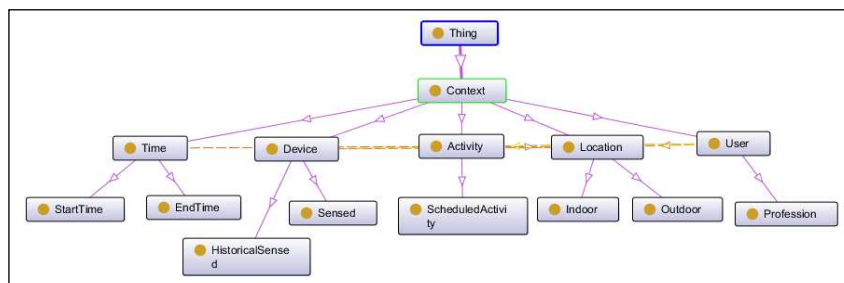 Thing
Context
Time
Device
Activity
Location
User
StartTime
EndTime
Sensed
HistoricalSense
d
ScheduledActivi
ty
Indoor
Outdoor
Profession